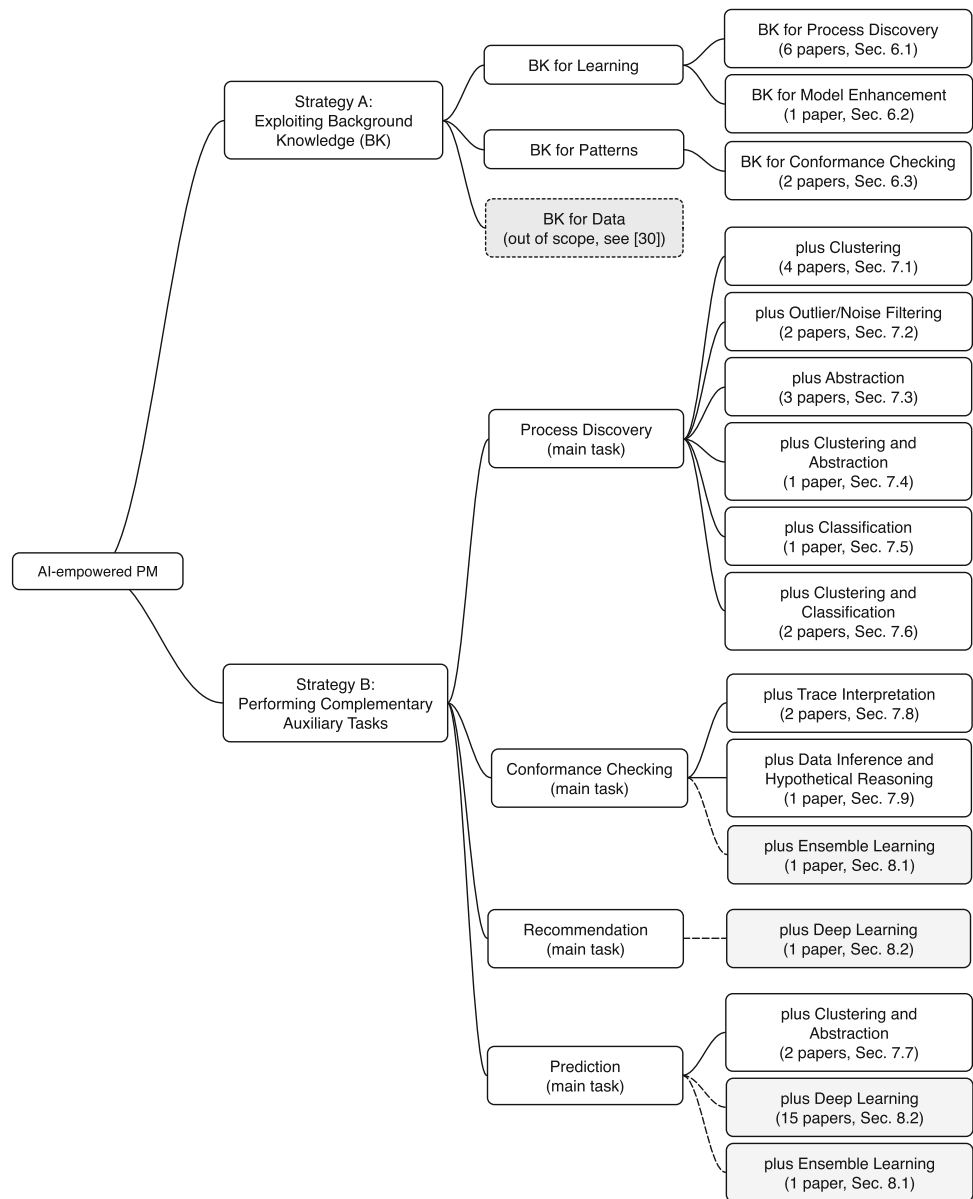 AI-empowered PM
Strategy A:
Exploiting Background
Knowledge (BK)
BK for Learning
BK for Process Discovery
(6 papers, Sec. 6.1)
BK for Model Enhancement
(1 paper, Sec. 6.2)
BK for Patterns
BK for Conformance Checking
(2 papers, Sec. 6.3)
BK for Data
(out of scope, see [30])
Strategy B:
Performing Complementary
Auxiliary Tasks
Process Discovery
(main task)
plus Clustering
(4 papers, Sec. 7.1)
plus Outlier/Noise Filtering
(2 papers, Sec. 7.2)
plus Abstraction
(3 papers, Sec. 7.3)
plus Clustering and
Abstraction
(1 paper, Sec. 7.4)
plus Classification
(1 paper, Sec. 7.5)
plus Clustering and
Classification
(2 papers, Sec. 7.6)
Conformance Checking
(main task)
plus Trace Interpretation
(2 papers, Sec. 7.8)
plus Data Inference and
Hypothetical Reasoning
(1 paper, Sec. 7.9)
plus Ensemble Learning
(1 paper, Sec. 8.1)
Recommendation
(main task)
plus Deep Learning
(1 paper, Sec. 8.2)
Prediction
(main task)
plus Clustering and
Abstraction
(2 papers, Sec. 7.7)
plus Deep Learning
(15 papers, Sec. 8.2)
plus Ensemble Learning
(1 paper, Sec. 8.1)